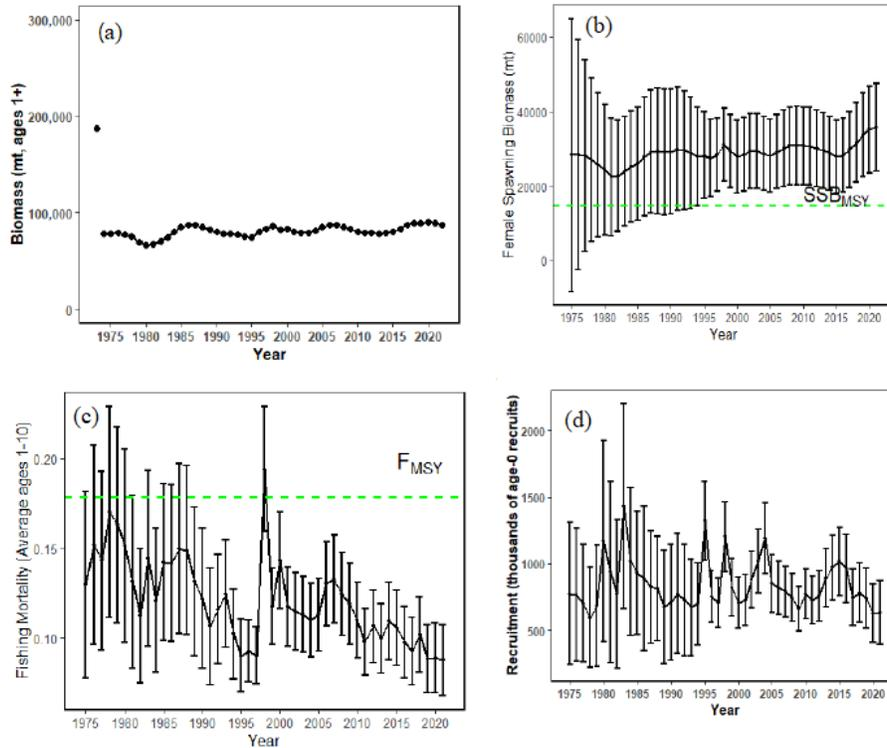 (a)
300,000
200,000
100,000
0
Biomass (mt, ages 1+)
1975 1980 1985 1990 1995 2000 2005 2010 2015 2020
Year
(b)
60000
40000
20000
0
Female Spawning Biomass (mt)
SSBMSY
1975 1980 1985 1990 1995 2000 2005 2010 2015 2020
Year
(c)
0.20
0.15
0.10
Fishing Mortality (Average ages 1-10)
FMSY
1975 1980 1985 1990 1995 2000 2005 2010 2015 2020
Year
(d)
2000
1500
1000
500
Recruitment (thousands of age-0 recruits)
1975 1980 1985 1990 1995 2000 2005 2010 2015 2020
Year